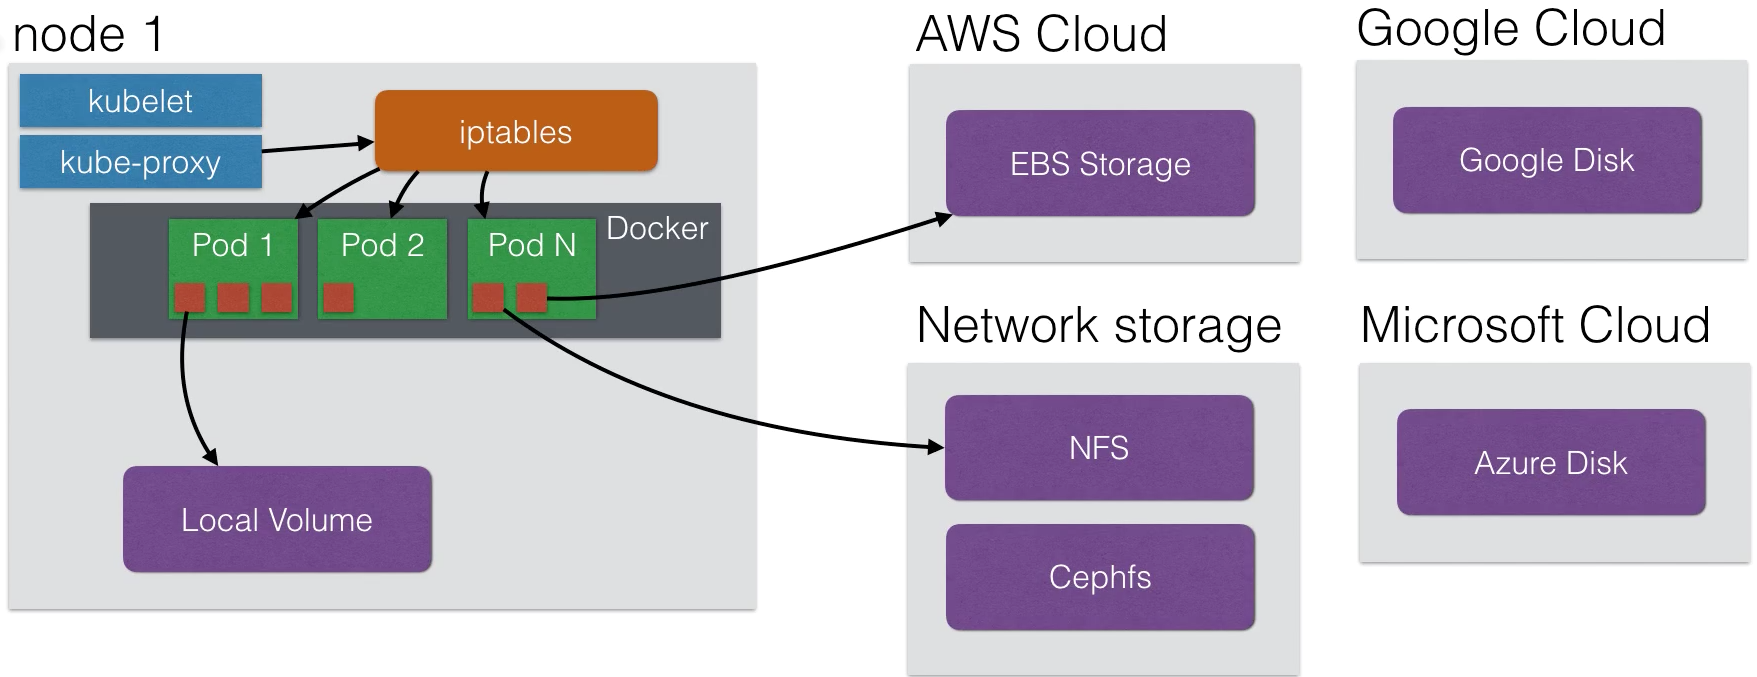 node 1
kubelet
kube-proxy
iptables
Docker
Pod 1
Pod 2
Pod N
Local Volume
AWS Cloud
EBS Storage
Google Cloud
Google Disk
Network storage
NFS
Cephfs
Microsoft Cloud
Azure Disk